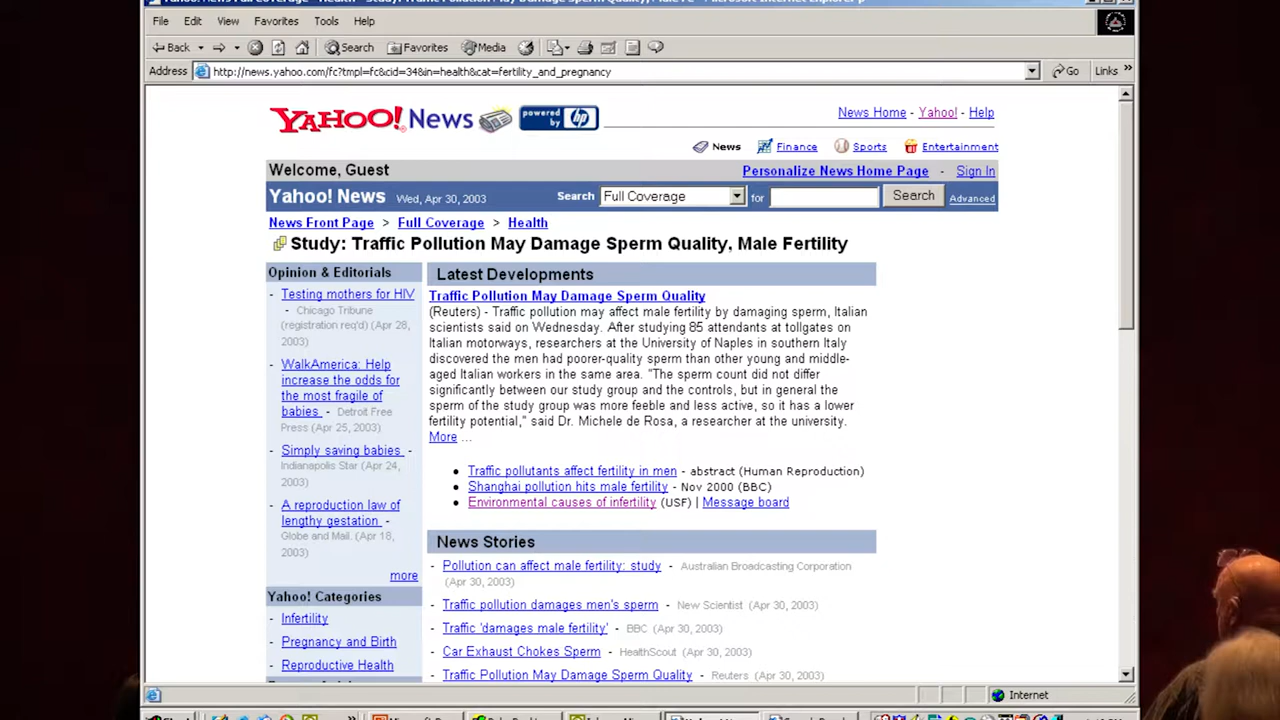 File Edit View Favorites Tools Help
Back Search Favorites Media
Address http://news.yahoo.com/fc?tmpl=fc&cid=34&in=health&cat=fertility_and_pregnancy Go Links »
YAHOO! News powered by hp
News Home - Yahoo! - Help
News Finance Sports Entertainment
Welcome, Guest
Personalize News Home Page - Sign In
Yahoo! News Wed, Apr 30, 2003 Search Full Coverage for Search Advanced
News Front Page > Full Coverage > Health
Study: Traffic Pollution May Damage Sperm Quality, Male Fertility
Opinion & Editorials
- Testing mothers for HIV
- Chicago Tribune
(registration req'd) (Apr 28,
2003)
- WalkAmerica: Help
increase the odds for
the most fragile of
babies - Detroit Free
Press (Apr 25, 2003)
- Simply saving babies -
Indianapolis Star (Apr 24,
2003)
- A reproduction law of
lengthy gestation -
Globe and Mail. (Apr 18,
2003)
more
Yahoo! Categories
- Infertility
- Pregnancy and Birth
- Reproductive Health
Latest Developments
Traffic Pollution May Damage Sperm Quality
(Reuters) - Traffic pollution may affect male fertility by damaging sperm, Italian
scientists said on Wednesday. After studying 85 attendants at tollgates on
Italian motorways, researchers at the University of Naples in southern Italy
discovered the men had poorer-quality sperm than other young and middle-
aged Italian workers in the same area. "The sperm count did not differ
significantly between our study group and the controls, but in general the
sperm of the study group was more feeble and less active, so it has a lower
fertility potential," said Dr. Michele de Rosa, a researcher at the university.
More ...
• Traffic pollutants affect fertility in men - abstract (Human Reproduction)
• Shanghai pollution hits male fertility - Nov 2000 (BBC)
• Environmental causes of infertility (USF) | Message board
News Stories
- Pollution can affect male fertility: study - Australian Broadcasting Corporation
(Apr 30, 2003)
- Traffic pollution damages men's sperm - New Scientist (Apr 30, 2003)
- Traffic 'damages male fertility' - BBC (Apr 30, 2003)
- Car Exhaust Chokes Sperm - HealthScout (Apr 30, 2003)
- Traffic Pollution May Damage Sperm Quality - Reuters (Apr 30, 2003)
Internet